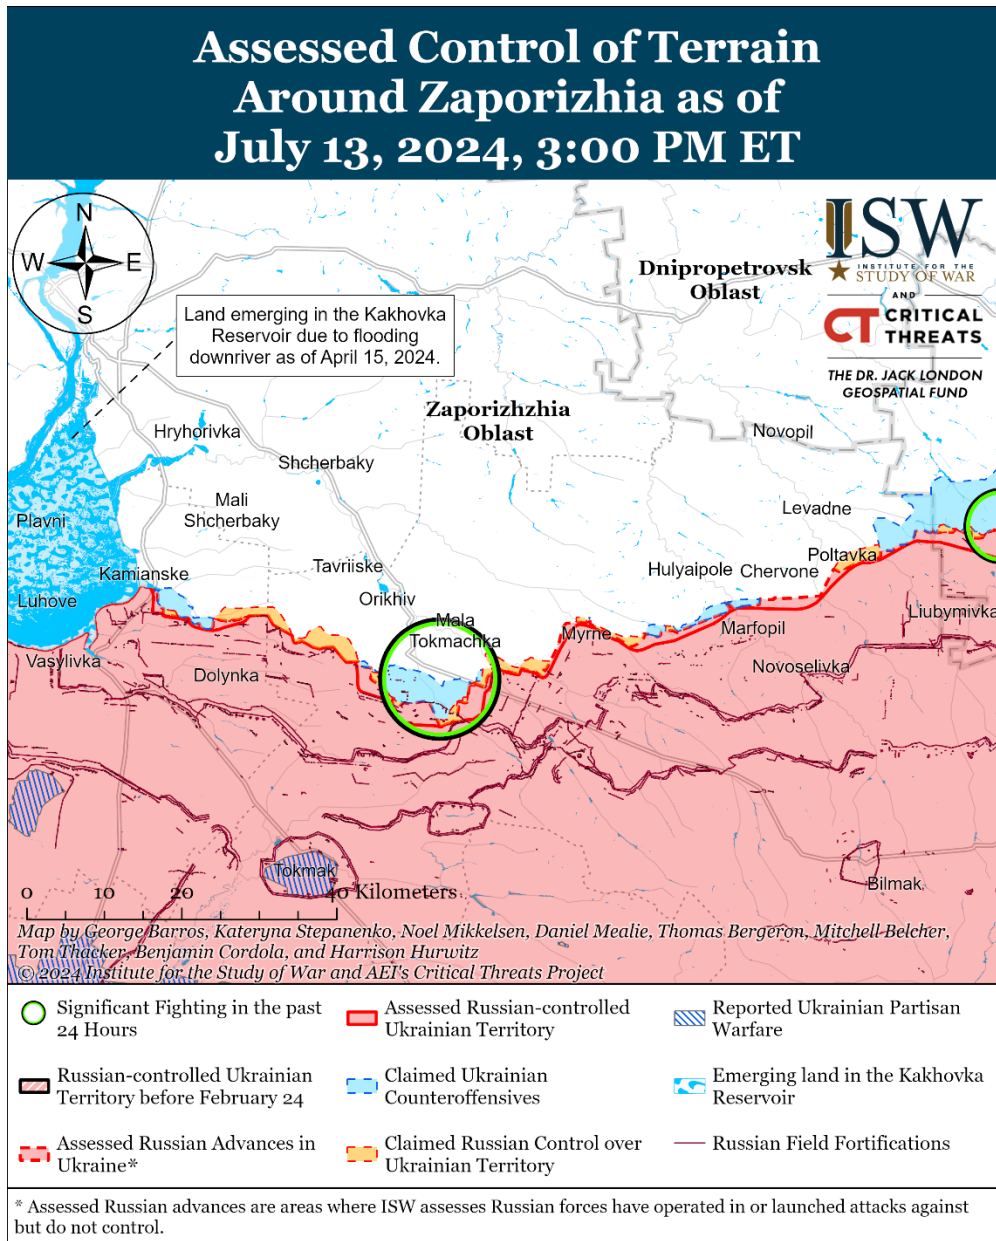 Assessed Control of Terrain
Around Zaporizhia as of
July 13, 2024, 3:00 PM ET
N
W
E
S
ISW
INSTITUTE FOR THE
STUDY OF WAR
AND
CT CRITICAL
THREATS
THE DR. JACK LONDON
GEOSPATIAL FUND
Dnipropetrovsk
Oblast
Land emerging in the Kakhovka
Reservoir due to flooding
downriver as of April 15, 2024.
Zaporizhzhia
Oblast
Hryhorivka
Novopil
Shcherbaky
Mali
Shcherbaky
Levadne
Plavni
Poltavka
Tavriiske
Kamianske
Hulyaipole
Chervone
Orikhiv
Luhove
Liubymivka
Mala
Tokmachka
Myrne
Marfopil
Vasylivka
Dolynka
Novoselivka
Tokmak
Bilmak
0
10
20
40 Kilometers
Map by George Barros, Kateryna Stepanenko, Noel Mikkelsen, Daniel Mealie, Thomas Bergeron, Mitchell Belcher,
Tom Thacker, Benjamin Cordola, and Harrison Hurwitz
© 2024 Institute for the Study of War and AEI's Critical Threats Project
Significant Fighting in the past
24 Hours
Russian-controlled Ukrainian
Territory before February 24
Assessed Russian Advances in
Ukraine*
Assessed Russian-controlled
Ukrainian Territory
Claimed Ukrainian
Counteroffensives
Claimed Russian Control over
Ukrainian Territory
Reported Ukrainian Partisan
Warfare
Emerging land in the Kakhovka
Reservoir
Russian Field Fortifications
* Assessed Russian advances are areas where ISW assesses Russian forces have operated in or launched attacks against
but do not control.